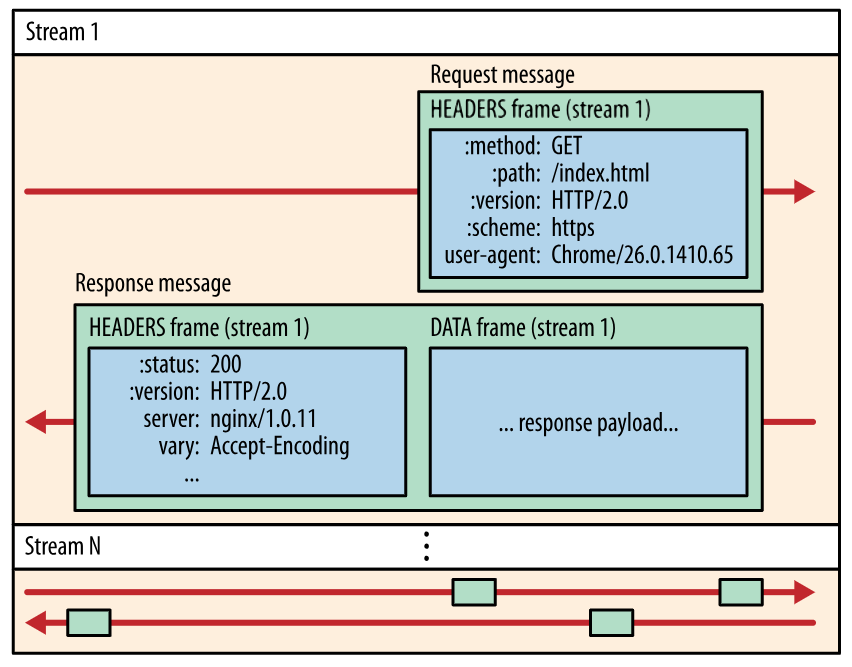 Stream 1
Request message
HEADERS frame (stream 1)
:method: GET
:path: /index.html
:version: HTTP/2.0
:scheme: https
user-agent: Chrome/26.0.1410.65
Response message
HEADERS frame (stream 1)
:status: 200
:version: HTTP/2.0
server: nginx/1.0.11
vary: Accept-Encoding
...
DATA frame (stream 1)
... response payload...
Stream N